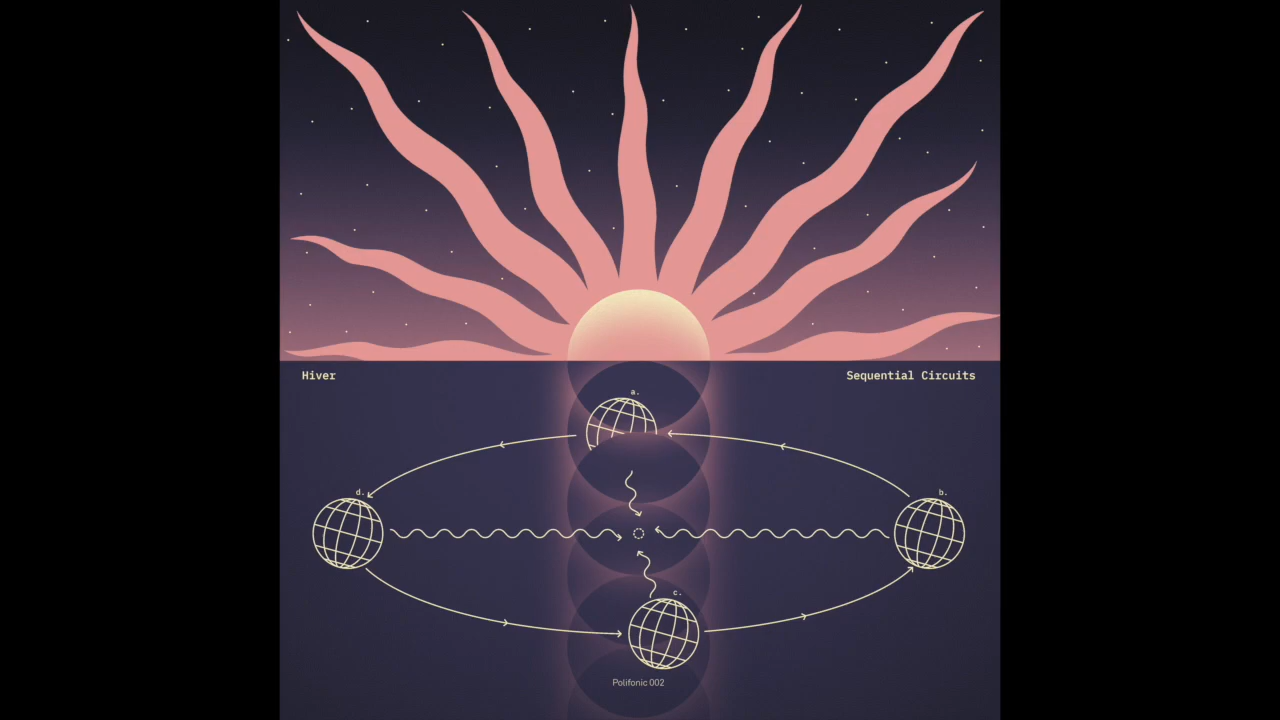 Hiver
Sequential Circuits
a.
d.
b.
c.
Polifonic 002